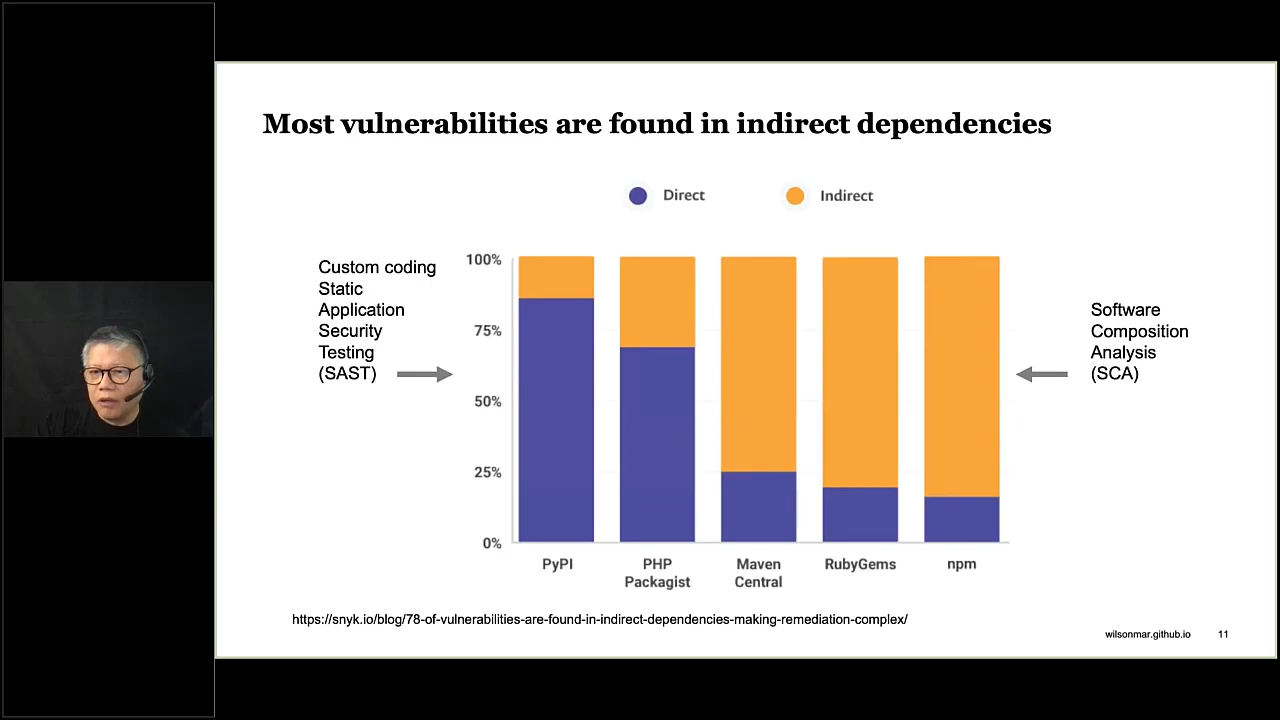 Most vulnerabilities are found in indirect dependencies
Direct
Indirect
Custom coding
Static
Application
Security
Testing
(SAST)
100%
75%
50%
25%
0%
PyPI
PHP
Packagist
Maven
Central
RubyGems
npm
Software
Composition
Analysis
(SCA)
https://snyk.io/blog/78-of-vulnerabilities-are-found-in-indirect-dependencies-making-remediation-complex/
wilsonmar.github.io
11